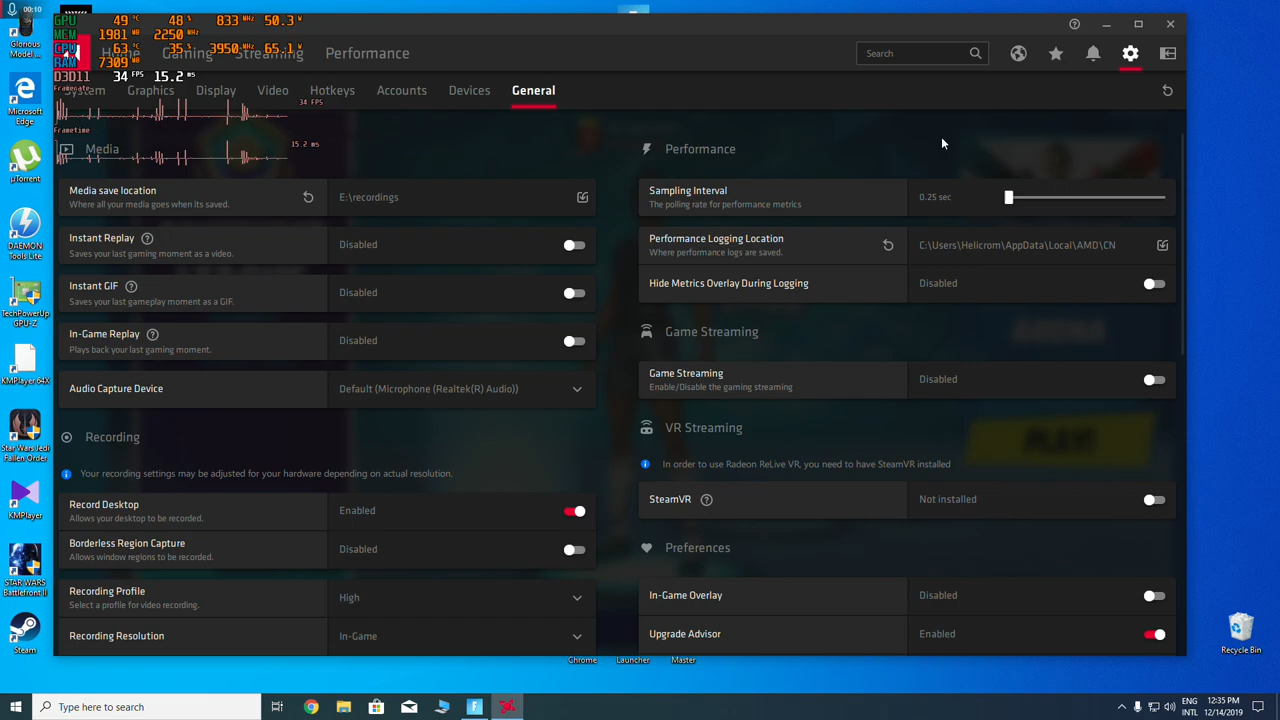 00:10
GPU 49 °C 48 % 833 MHz 50.3 W
MEM 1981 MB 2250 MHz
CPU 63 °C 35 % 3950 MHz 65.1 W
RAM 7309 MB
D3D11 34 FPS 15.2 ms
Framerate 34 FPS
Frametime 15.2 ms
Home Gaming Streaming Performance
Search
System Graphics Display Video Hotkeys Accounts Devices General
Media
Media save location
Where all your media goes when its saved.
E:\recordings
Instant Replay
Saves your last gaming moment as a video.
Disabled
Instant GIF
Saves your last gameplay moment as a GIF.
Disabled
In-Game Replay
Plays back your last gaming moment.
Disabled
Audio Capture Device
Default (Microphone (Realtek(R) Audio))
Recording
Your recording settings may be adjusted for your hardware depending on actual resolution.
Record Desktop
Allows your desktop to be recorded.
Enabled
Borderless Region Capture
Allows window regions to be recorded.
Disabled
Recording Profile
Select a profile for video recording.
High
Recording Resolution
In-Game
Performance
Sampling Interval
The polling rate for performance metrics
0.25 sec
Performance Logging Location
Where performance logs are saved.
C:\Users\Helicrom\AppData\Local\AMD\CN
Hide Metrics Overlay During Logging
Disabled
Game Streaming
Game Streaming
Enable/Disable the gaming streaming
Disabled
VR Streaming
In order to use Radeon ReLive VR, you need to have SteamVR installed
SteamVR
Not installed
Preferences
In-Game Overlay
Disabled
Upgrade Advisor
Enabled
PLAY!
Glorious
Model...
Microsoft
Edge
µTorrent
DAEMON
Tools Lite
TechPowerUp
GPU-Z
KMPlayer 64X
Star Wars Jedi
Fallen Order
KMPlayer
STAR WARS
Battlefront II
Steam
Chrome
Launcher
Master
Recycle Bin
Type here to search
ENG
INTL
12:35 PM
12/14/2019